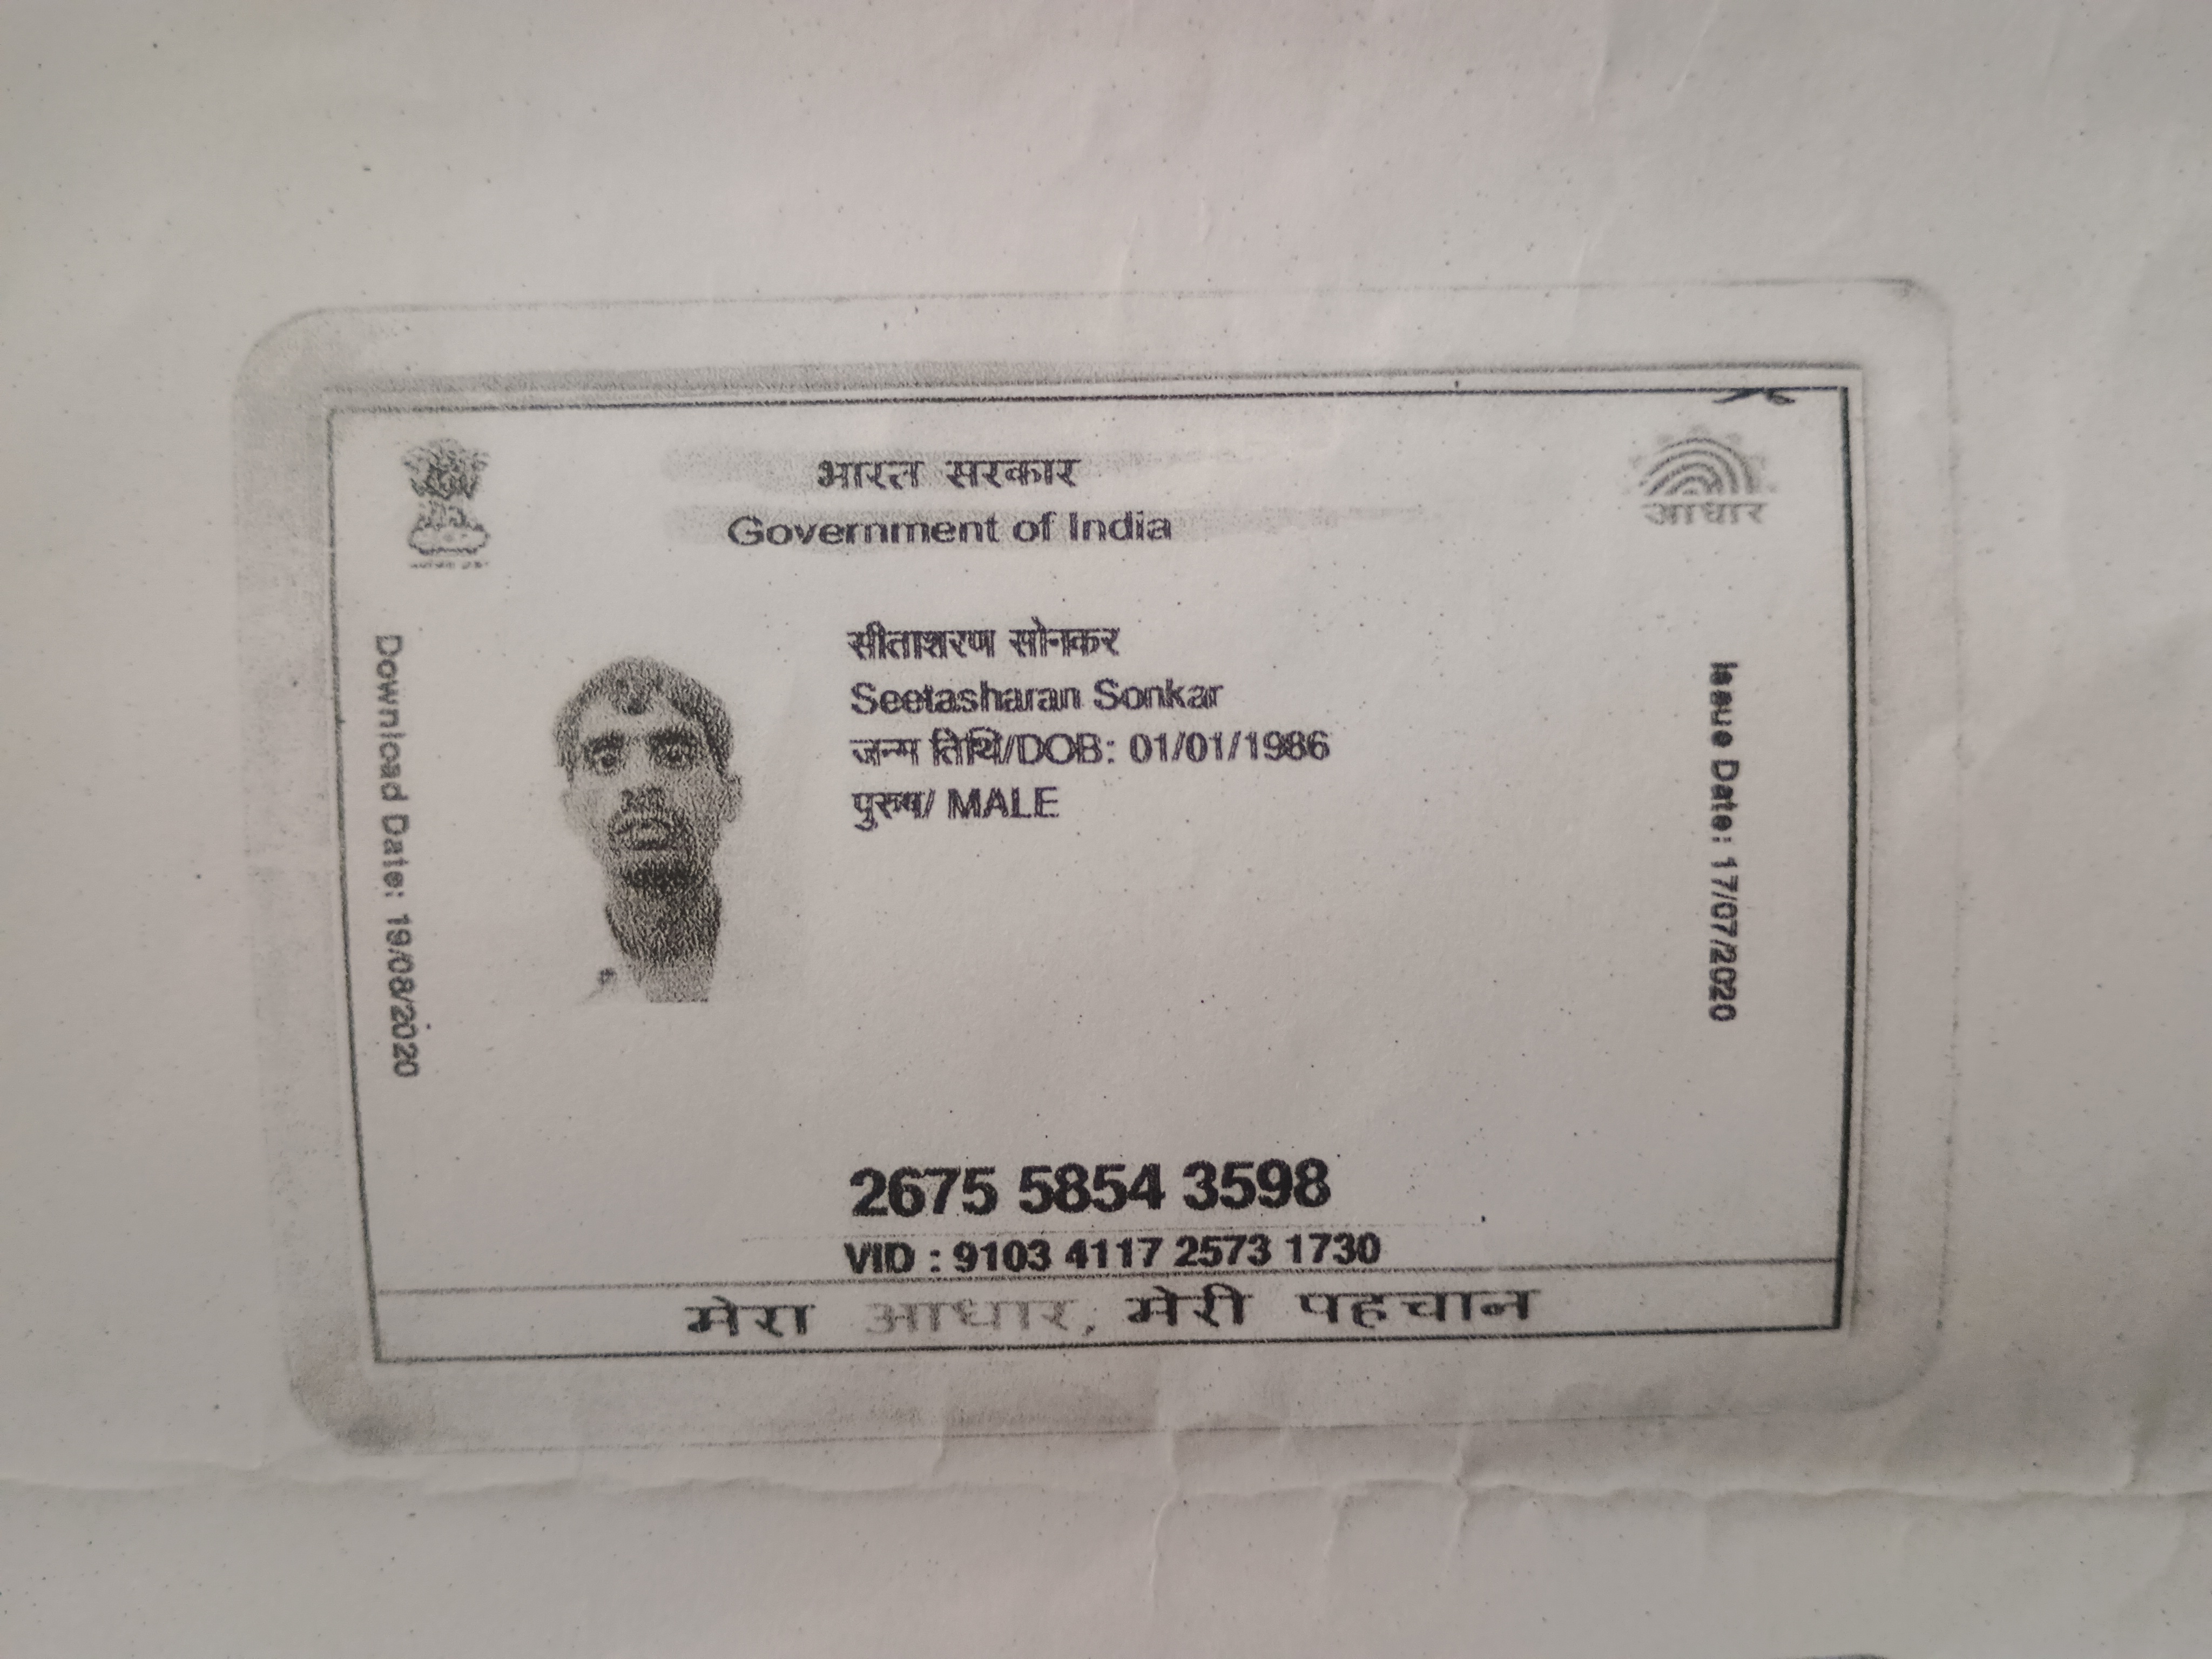 भारत सरकार
Government of India
आधार
सीताशरण सोनकर
Seetasharan Sonkar
जन्म तिथि/DOB: 01/01/1986
पुरुष/ MALE
Download Date: 19/08/2020
Issue Date: 17/07/2020
2675 5854 3598
VID : 9103 4117 2573 1730
मेरा आधार, मेरी पहचान